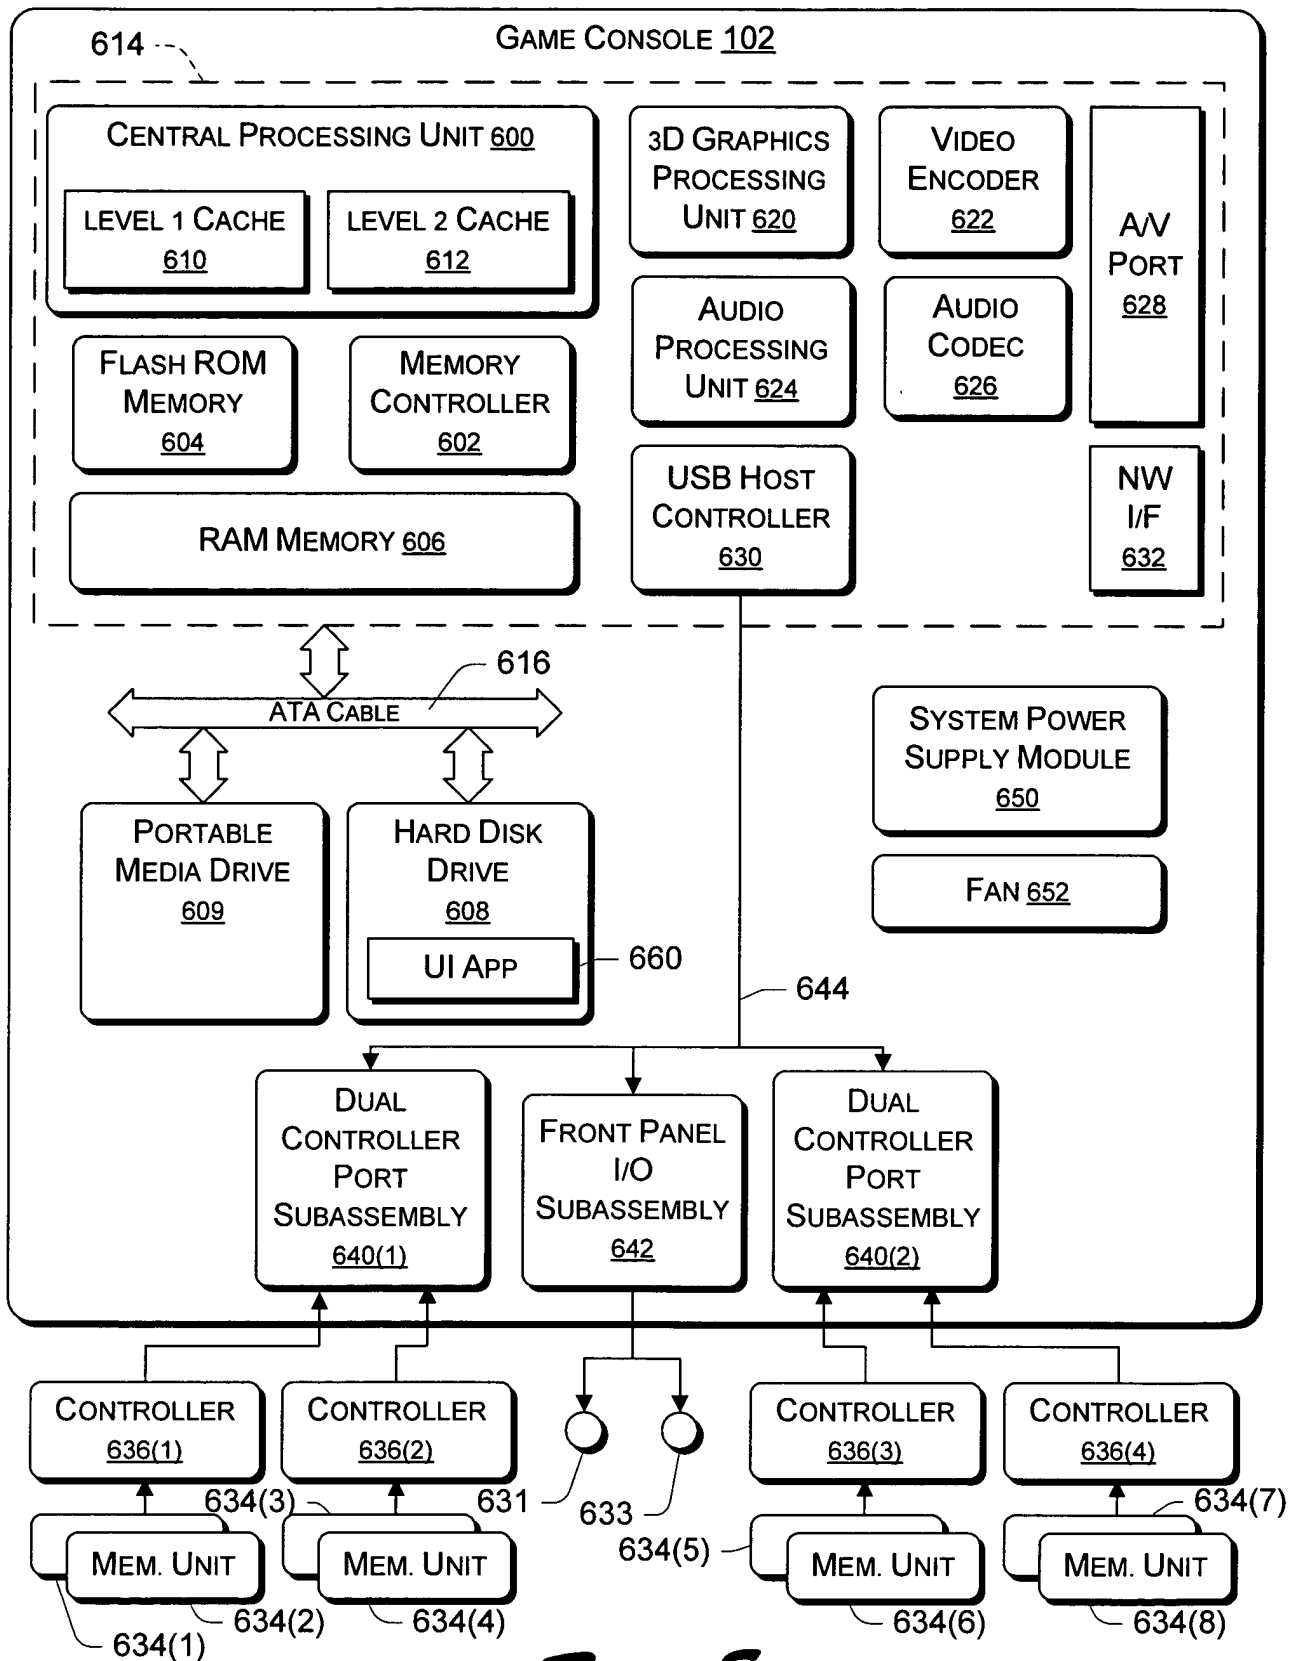 GAME CONSOLE 102
614
CENTRAL PROCESSING UNIT 600
LEVEL 1 CACHE
610
LEVEL 2 CACHE
612
3D GRAPHICS
PROCESSING
UNIT 620
VIDEO
ENCODER
622
A/V
PORT
628
FLASH ROM
MEMORY
604
MEMORY
CONTROLLER
602
AUDIO
PROCESSING
UNIT 624
AUDIO
CODEC
626
RAM MEMORY 606
USB HOST
CONTROLLER
630
NW
I/F
632
616
ATA CABLE
SYSTEM POWER
SUPPLY MODULE
650
PORTABLE
MEDIA DRIVE
609
HARD DISK
DRIVE
608
UI APP
660
FAN 652
644
DUAL
CONTROLLER
PORT
SUBASSEMBLY
640(1)
FRONT PANEL
I/O
SUBASSEMBLY
642
DUAL
CONTROLLER
PORT
SUBASSEMBLY
640(2)
CONTROLLER
636(1)
CONTROLLER
636(2)
631
633
CONTROLLER
636(3)
CONTROLLER
636(4)
634(3)
634(5)
634(7)
MEM. UNIT
MEM. UNIT
MEM. UNIT
MEM. UNIT
634(1)
634(2)
634(4)
634(6)
634(8)